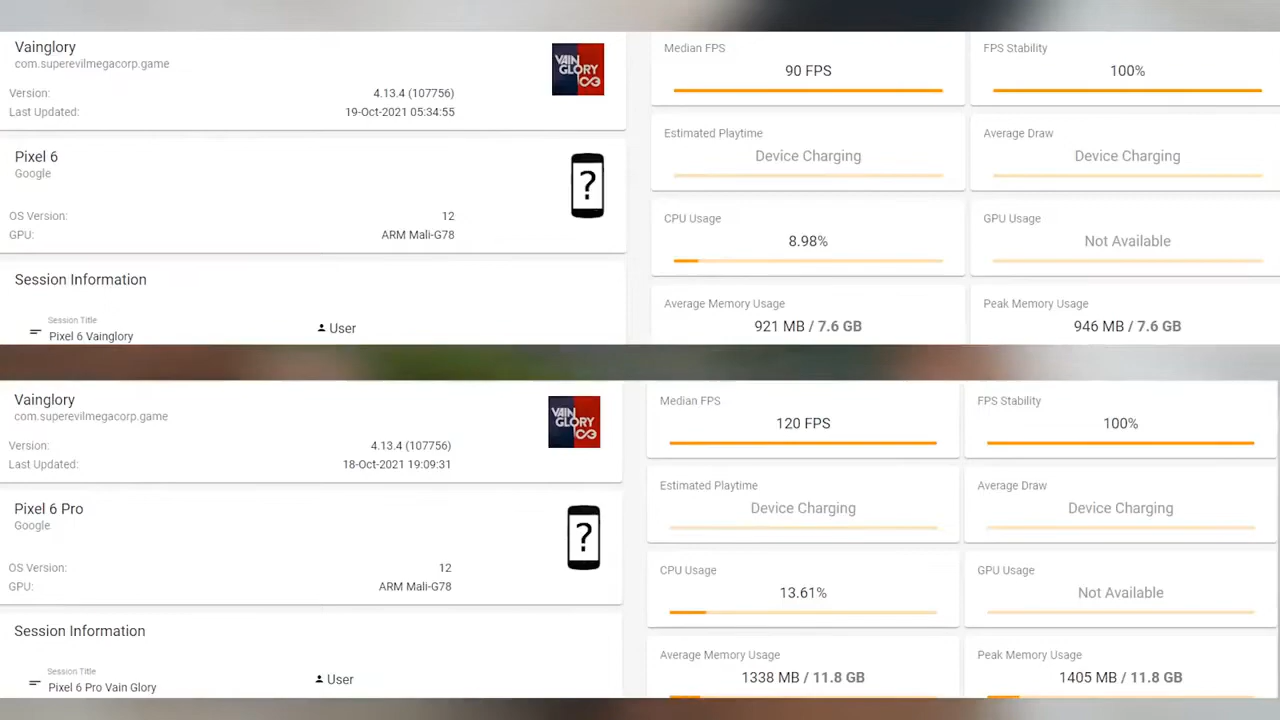 Vainglory
com.superevilmegacorp.game
VAIN
GLORY
Version: 4.13.4 (107756)
Last Updated: 19-Oct-2021 05:34:55
Pixel 6
Google
?
OS Version: 12
GPU: ARM Mali-G78
Session Information
Session Title
Pixel 6 Vainglory
User
Median FPS
90 FPS
FPS Stability
100%
Estimated Playtime
Device Charging
Average Draw
Device Charging
CPU Usage
8.98%
GPU Usage
Not Available
Average Memory Usage
921 MB / 7.6 GB
Peak Memory Usage
946 MB / 7.6 GB
Vainglory
com.superevilmegacorp.game
VAIN
GLORY
Version: 4.13.4 (107756)
Last Updated: 18-Oct-2021 19:09:31
Pixel 6 Pro
Google
?
OS Version: 12
GPU: ARM Mali-G78
Session Information
Session Title
Pixel 6 Pro Vain Glory
User
Median FPS
120 FPS
FPS Stability
100%
Estimated Playtime
Device Charging
Average Draw
Device Charging
CPU Usage
13.61%
GPU Usage
Not Available
Average Memory Usage
1338 MB / 11.8 GB
Peak Memory Usage
1405 MB / 11.8 GB